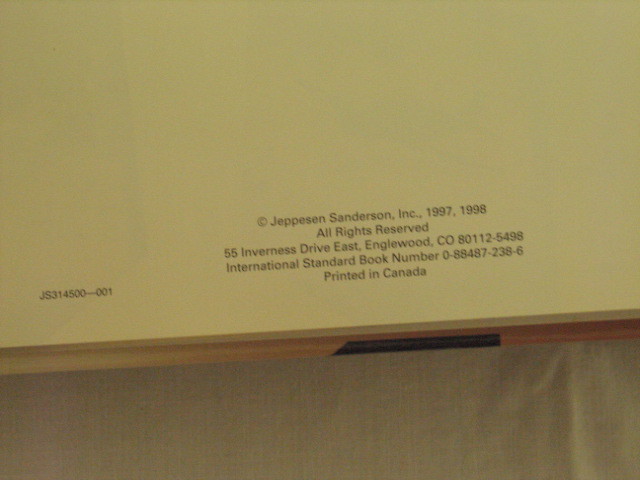 © Jeppesen Sanderson, Inc., 1997, 1998
All Rights Reserved
55 Inverness Drive East, Englewood, CO 80112-5498
International Standard Book Number 0-88487-238-6
Printed in Canada
JS314500—001